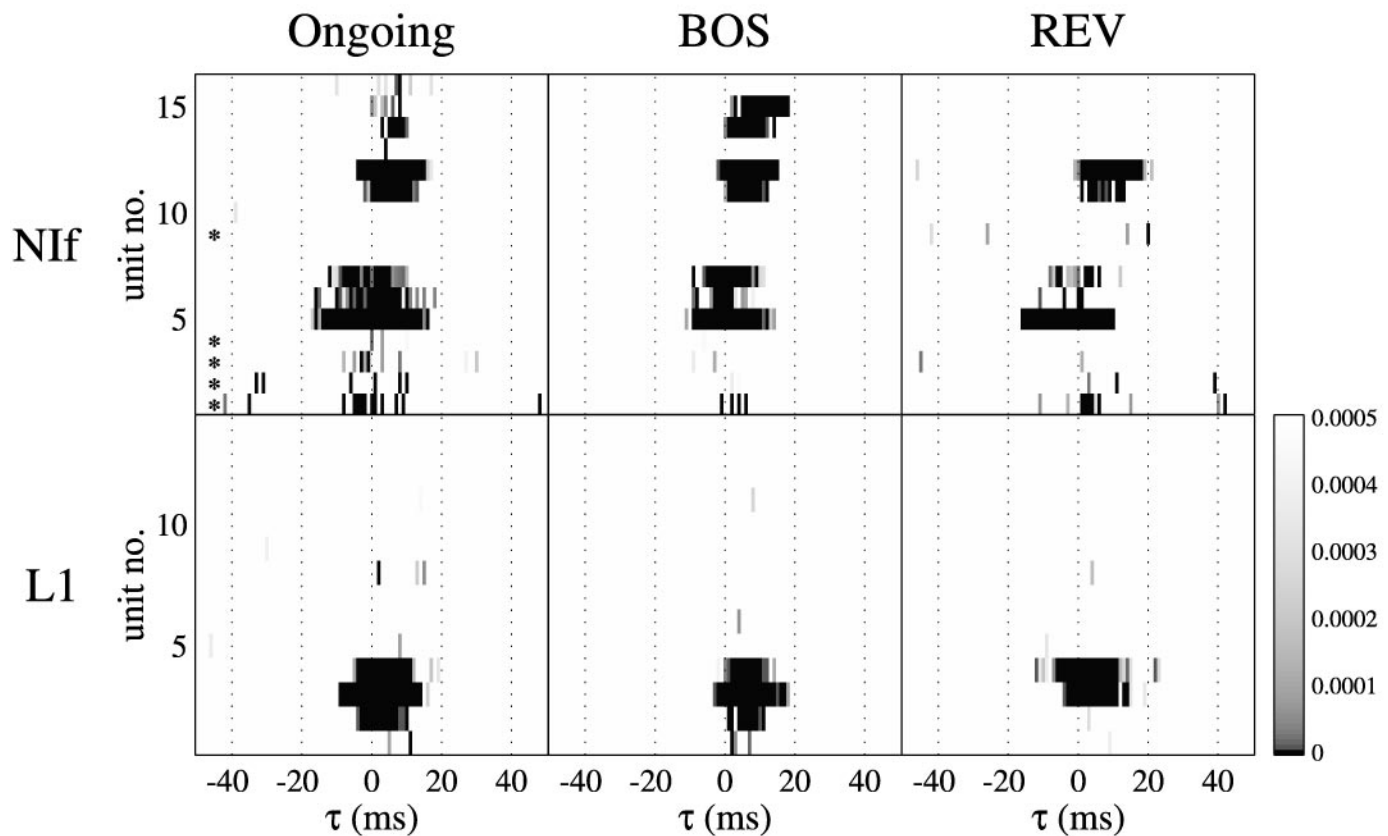 Ongoing BOS REV
NIf
unit no.
15
10
5
*
*
*
*
*
L1
unit no.
10
5
0.0005
0.0004
0.0003
0.0002
0.0001
0
-40 -20 0 20 40 -40 -20 0 20 40 -40 -20 0 20 40
τ (ms) τ (ms) τ (ms)